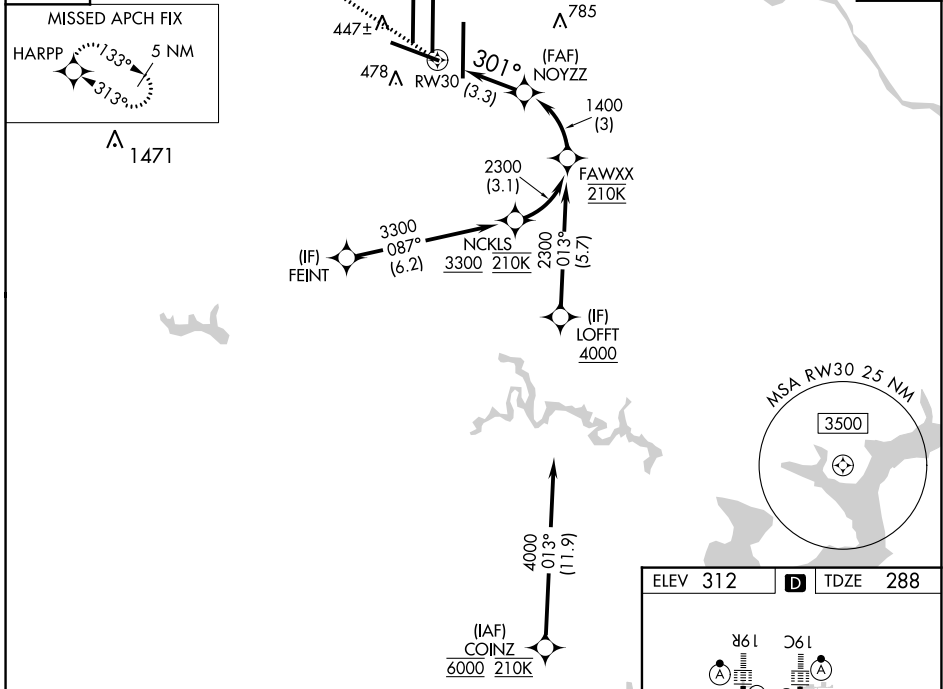 MISSED APCH FIX
HARPP
133°
5 NM
313°
1471
447±
478
785
RW30
301°
(3.3)
(FAF)
NOYZZ
1400
(3)
2300
(3.1)
FAWXX
210K
3300
087°
(6.2)
(IF)
FEINT
NCKLS
3300 210K
2300
013°
(5.7)
(IF)
LOFFT
4000
MSA RW30 25 NM
3500
4000
013°
(11.9)
(IAF)
COINZ
6000 210K
ELEV 312 D TDZE 288
19R 19C
A A